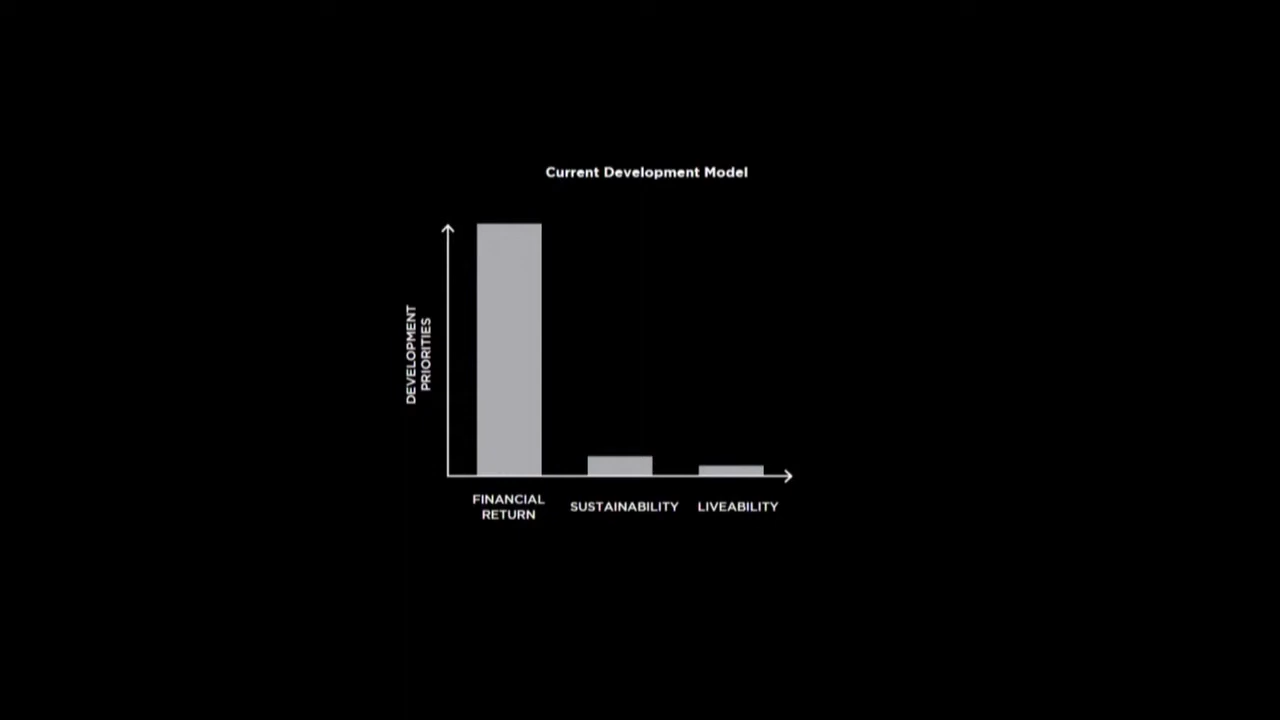 Current Development Model
DEVELOPMENT
PRIORITIES
FINANCIAL
RETURN
SUSTAINABILITY
LIVEABILITY